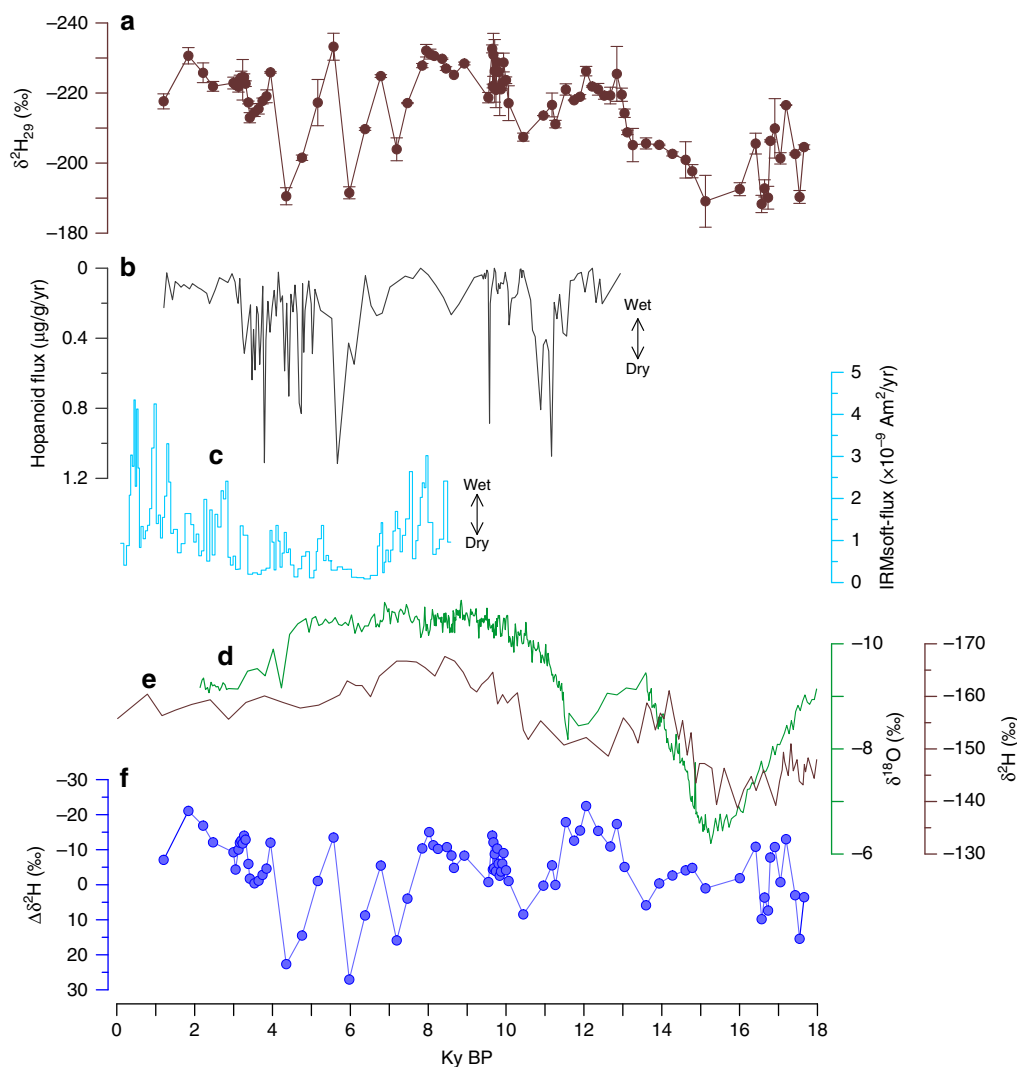 a
−240
−220
−200
−180
δ²H₂₉ (‰)
b
0
0.4
0.8
1.2
Hopanoid flux (μg/g/yr)
Wet
Dry
c
Wet
Dry
5
4
3
2
1
0
IRMsoft-flux (×10⁻⁹ Am²/yr)
d
e
−10
−8
−6
δ¹⁸O (‰)
−170
−160
−150
−140
−130
δ²H (‰)
f
−30
−20
−10
0
10
20
30
Δδ²H (‰)
0 2 4 6 8 10 12 14 16 18
Ky BP